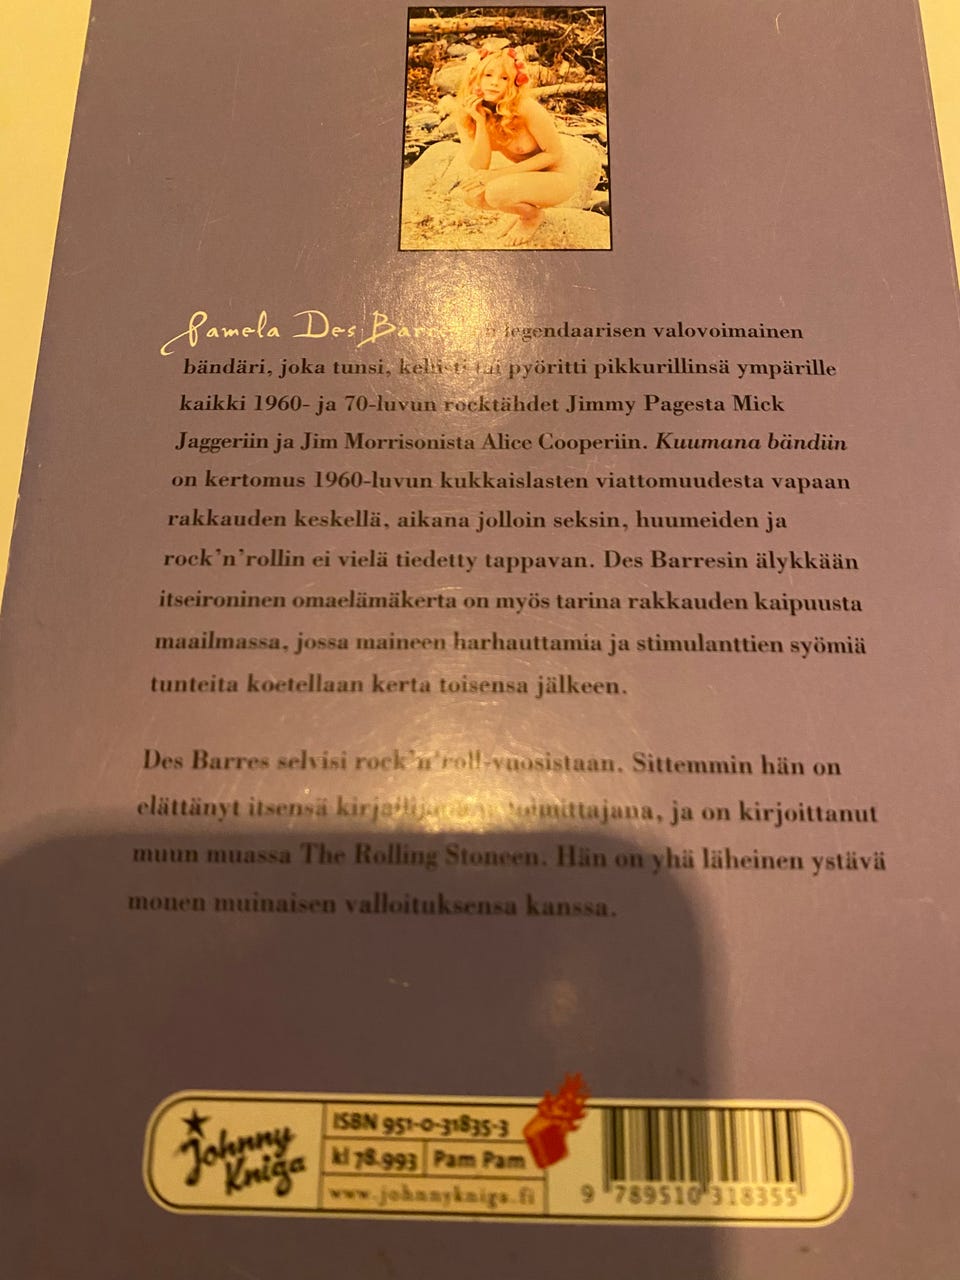 Pamela Des Barres on legendaarisen valovoimainen
bändäri, joka tunsi, kehisti tai pyöritti pikkurillinsä ympärille
kaikki 1960- ja 70-luvun rocktähdet Jimmy Pagesta Mick
Jaggeriin ja Jim Morrisonista Alice Cooperiin. Kuumana bändiin
on kertomus 1960-luvun kukkaislasten viattomuudesta vapaan
rakkauden keskellä, aikana jolloin seksin, huumeiden ja
rock'n'rollin ei vielä tiedetty tappavan. Des Barresin älykkään
itseironinen omaelämäkerta on myös tarina rakkauden kaipuusta
maailmassa, jossa maineen harhauttamia ja stimulanttien syömiä
tunteita koetellaan kerta toisensa jälkeen.
Des Barres selvisi rock'n'roll-vuosistaan. Sittemmin hän on
elättänyt itsensä toimittajana, ja on kirjoittanut
muun muassa The Rolling Stoneen. Hän on yhä läheinen ystävä
monen muinaisen valloituksensa kanssa.
Johnny
Kniga
ISBN 951-0-31835-3
kl 78.993 Pam Pam
www.johnnykniga.fi
9 789510 318355